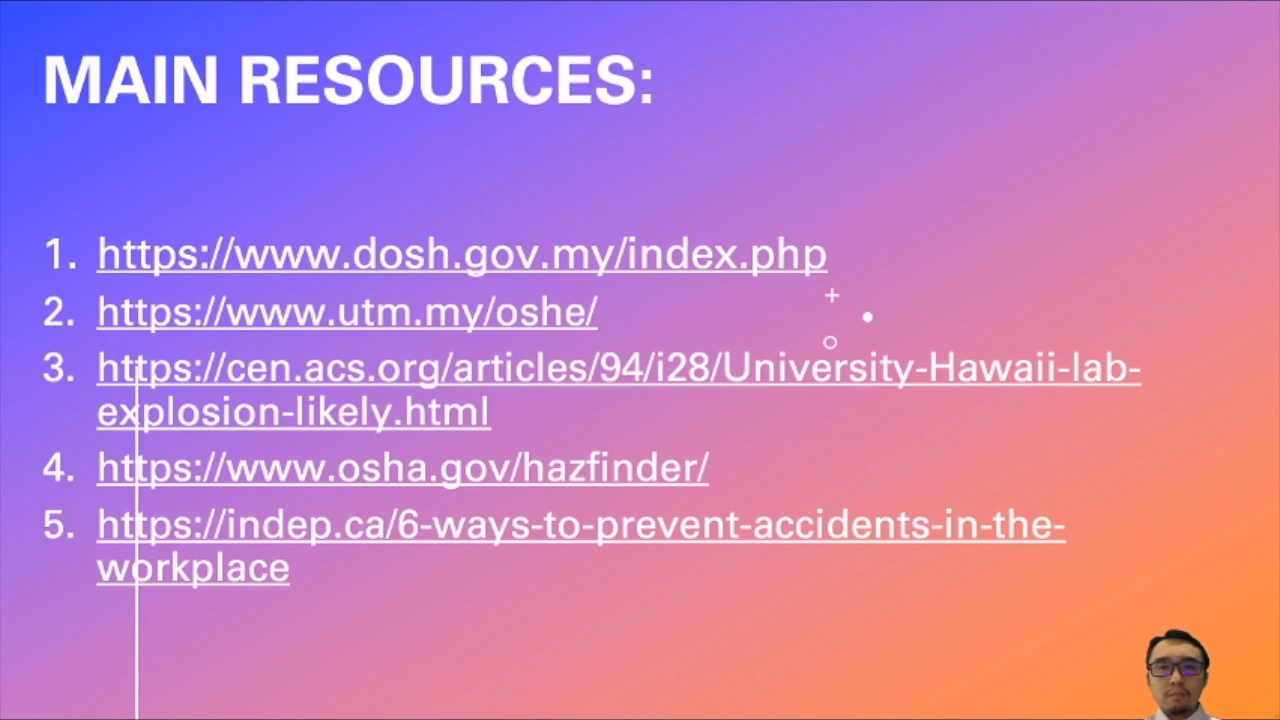 MAIN RESOURCES:
1. https://www.dosh.gov.my/index.php
2. https://www.utm.my/oshe/
3. https://cen.acs.org/articles/94/i28/University-Hawaii-lab-
explosion-likely.html
4. https://www.osha.gov/hazfinder/
5. https://indep.ca/6-ways-to-prevent-accidents-in-the-
workplace